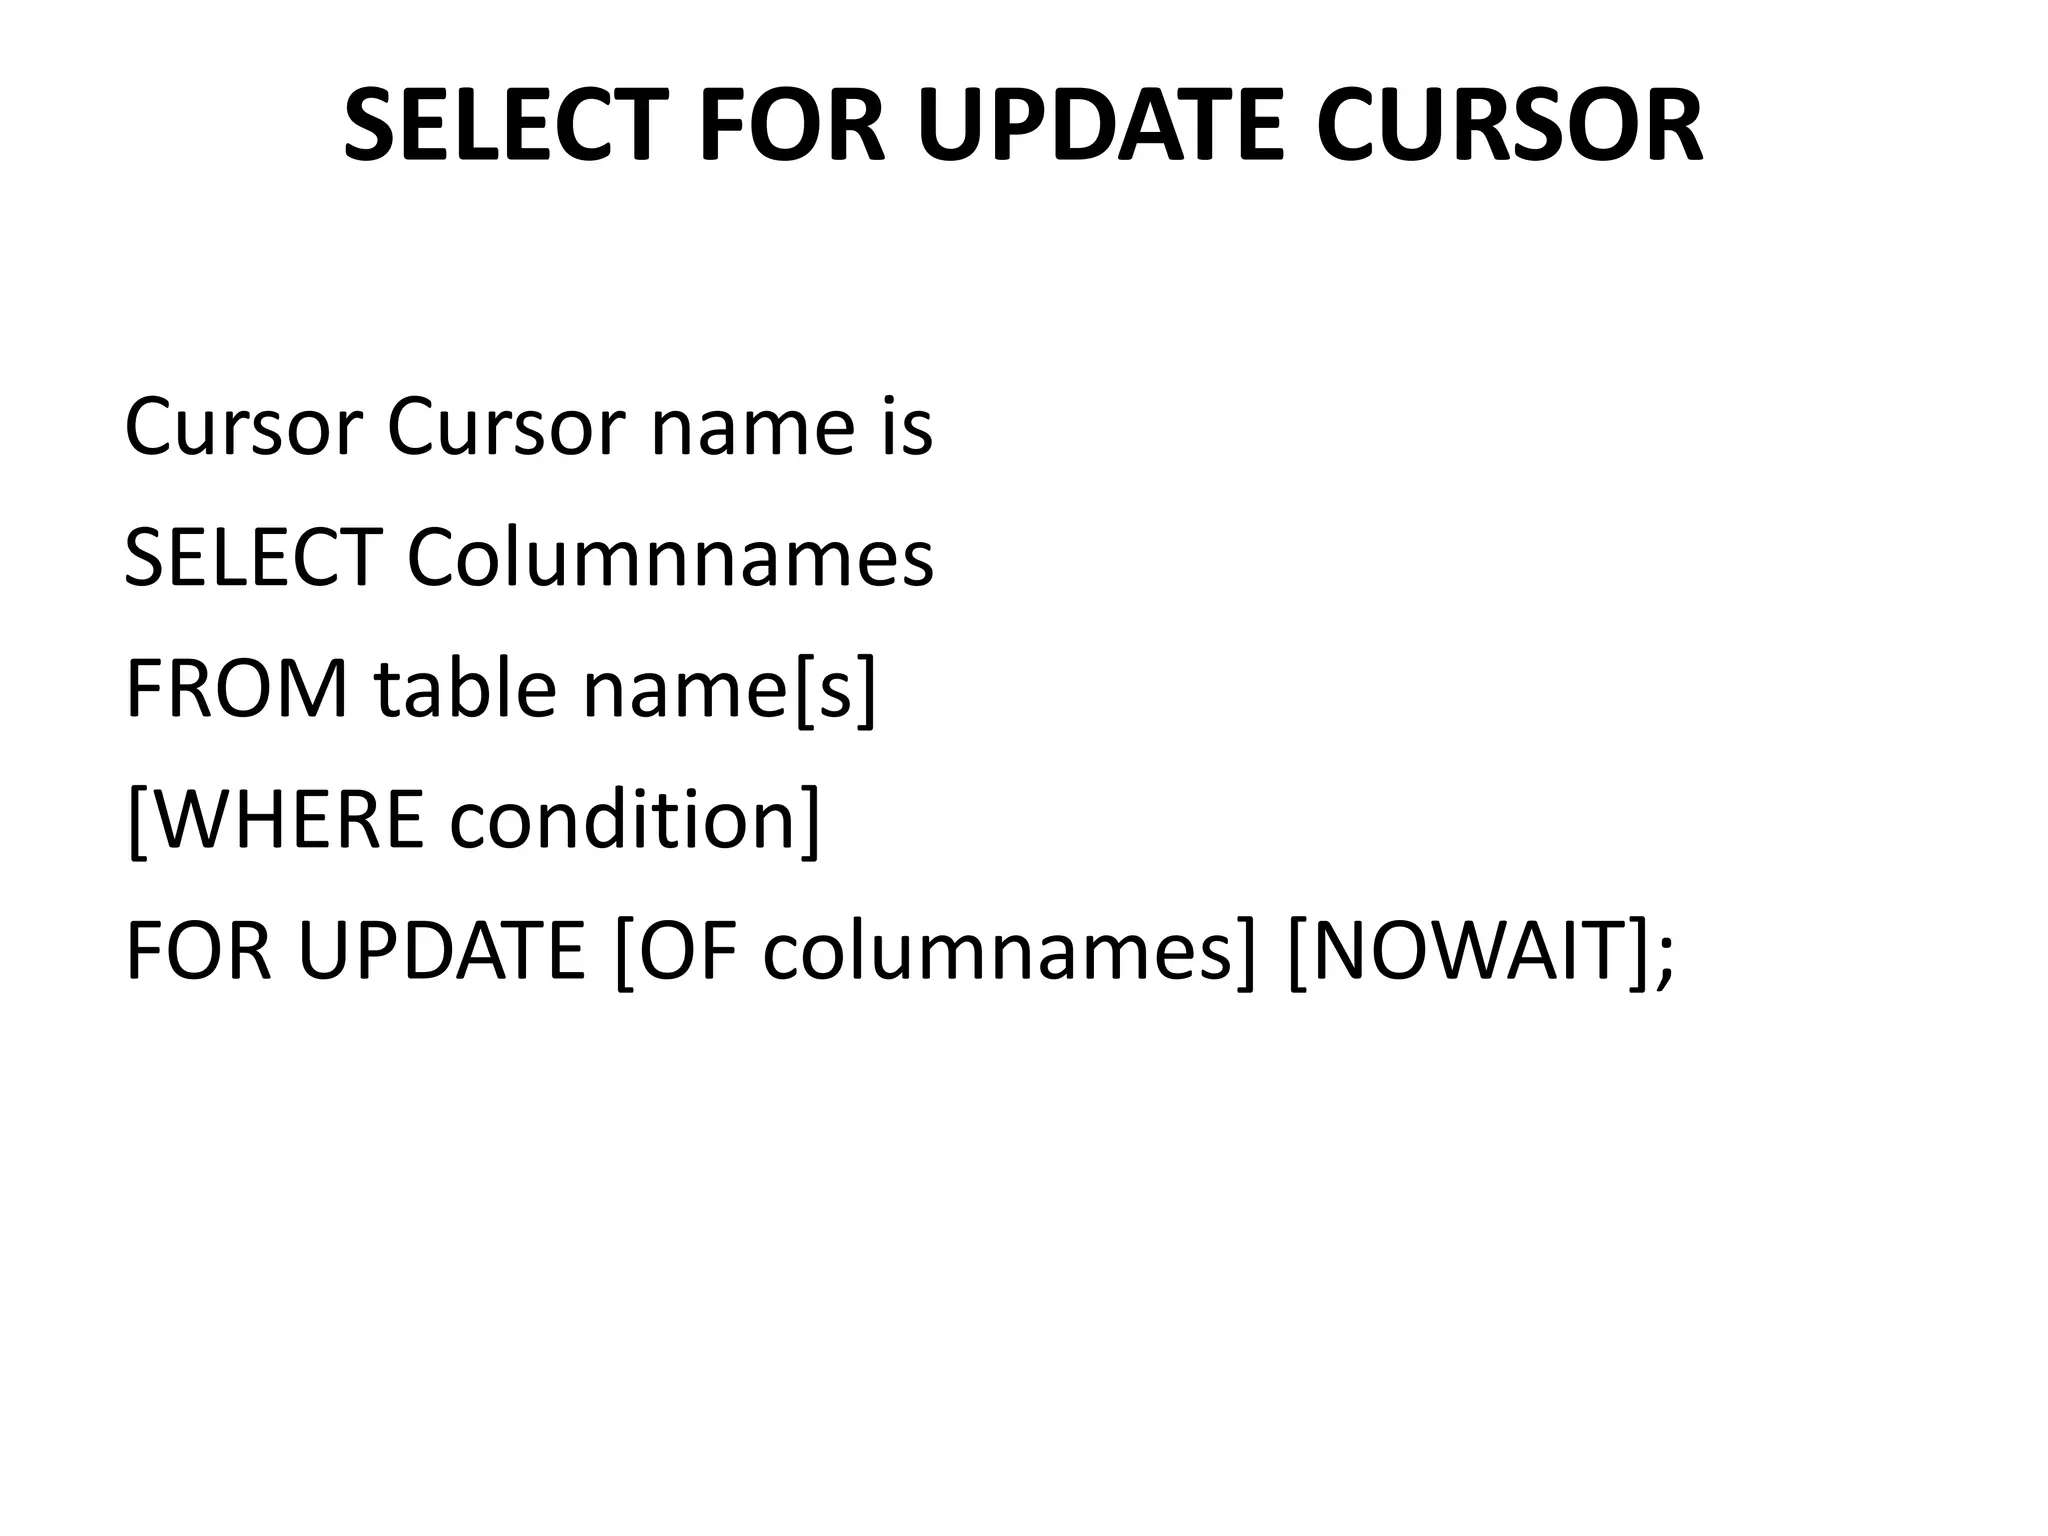 SELECT FOR UPDATE CURSOR
Cursor Cursor name is
SELECT Columnnames
FROM table name[s]
[WHERE condition]
FOR UPDATE [OF columnames] [NOWAIT];